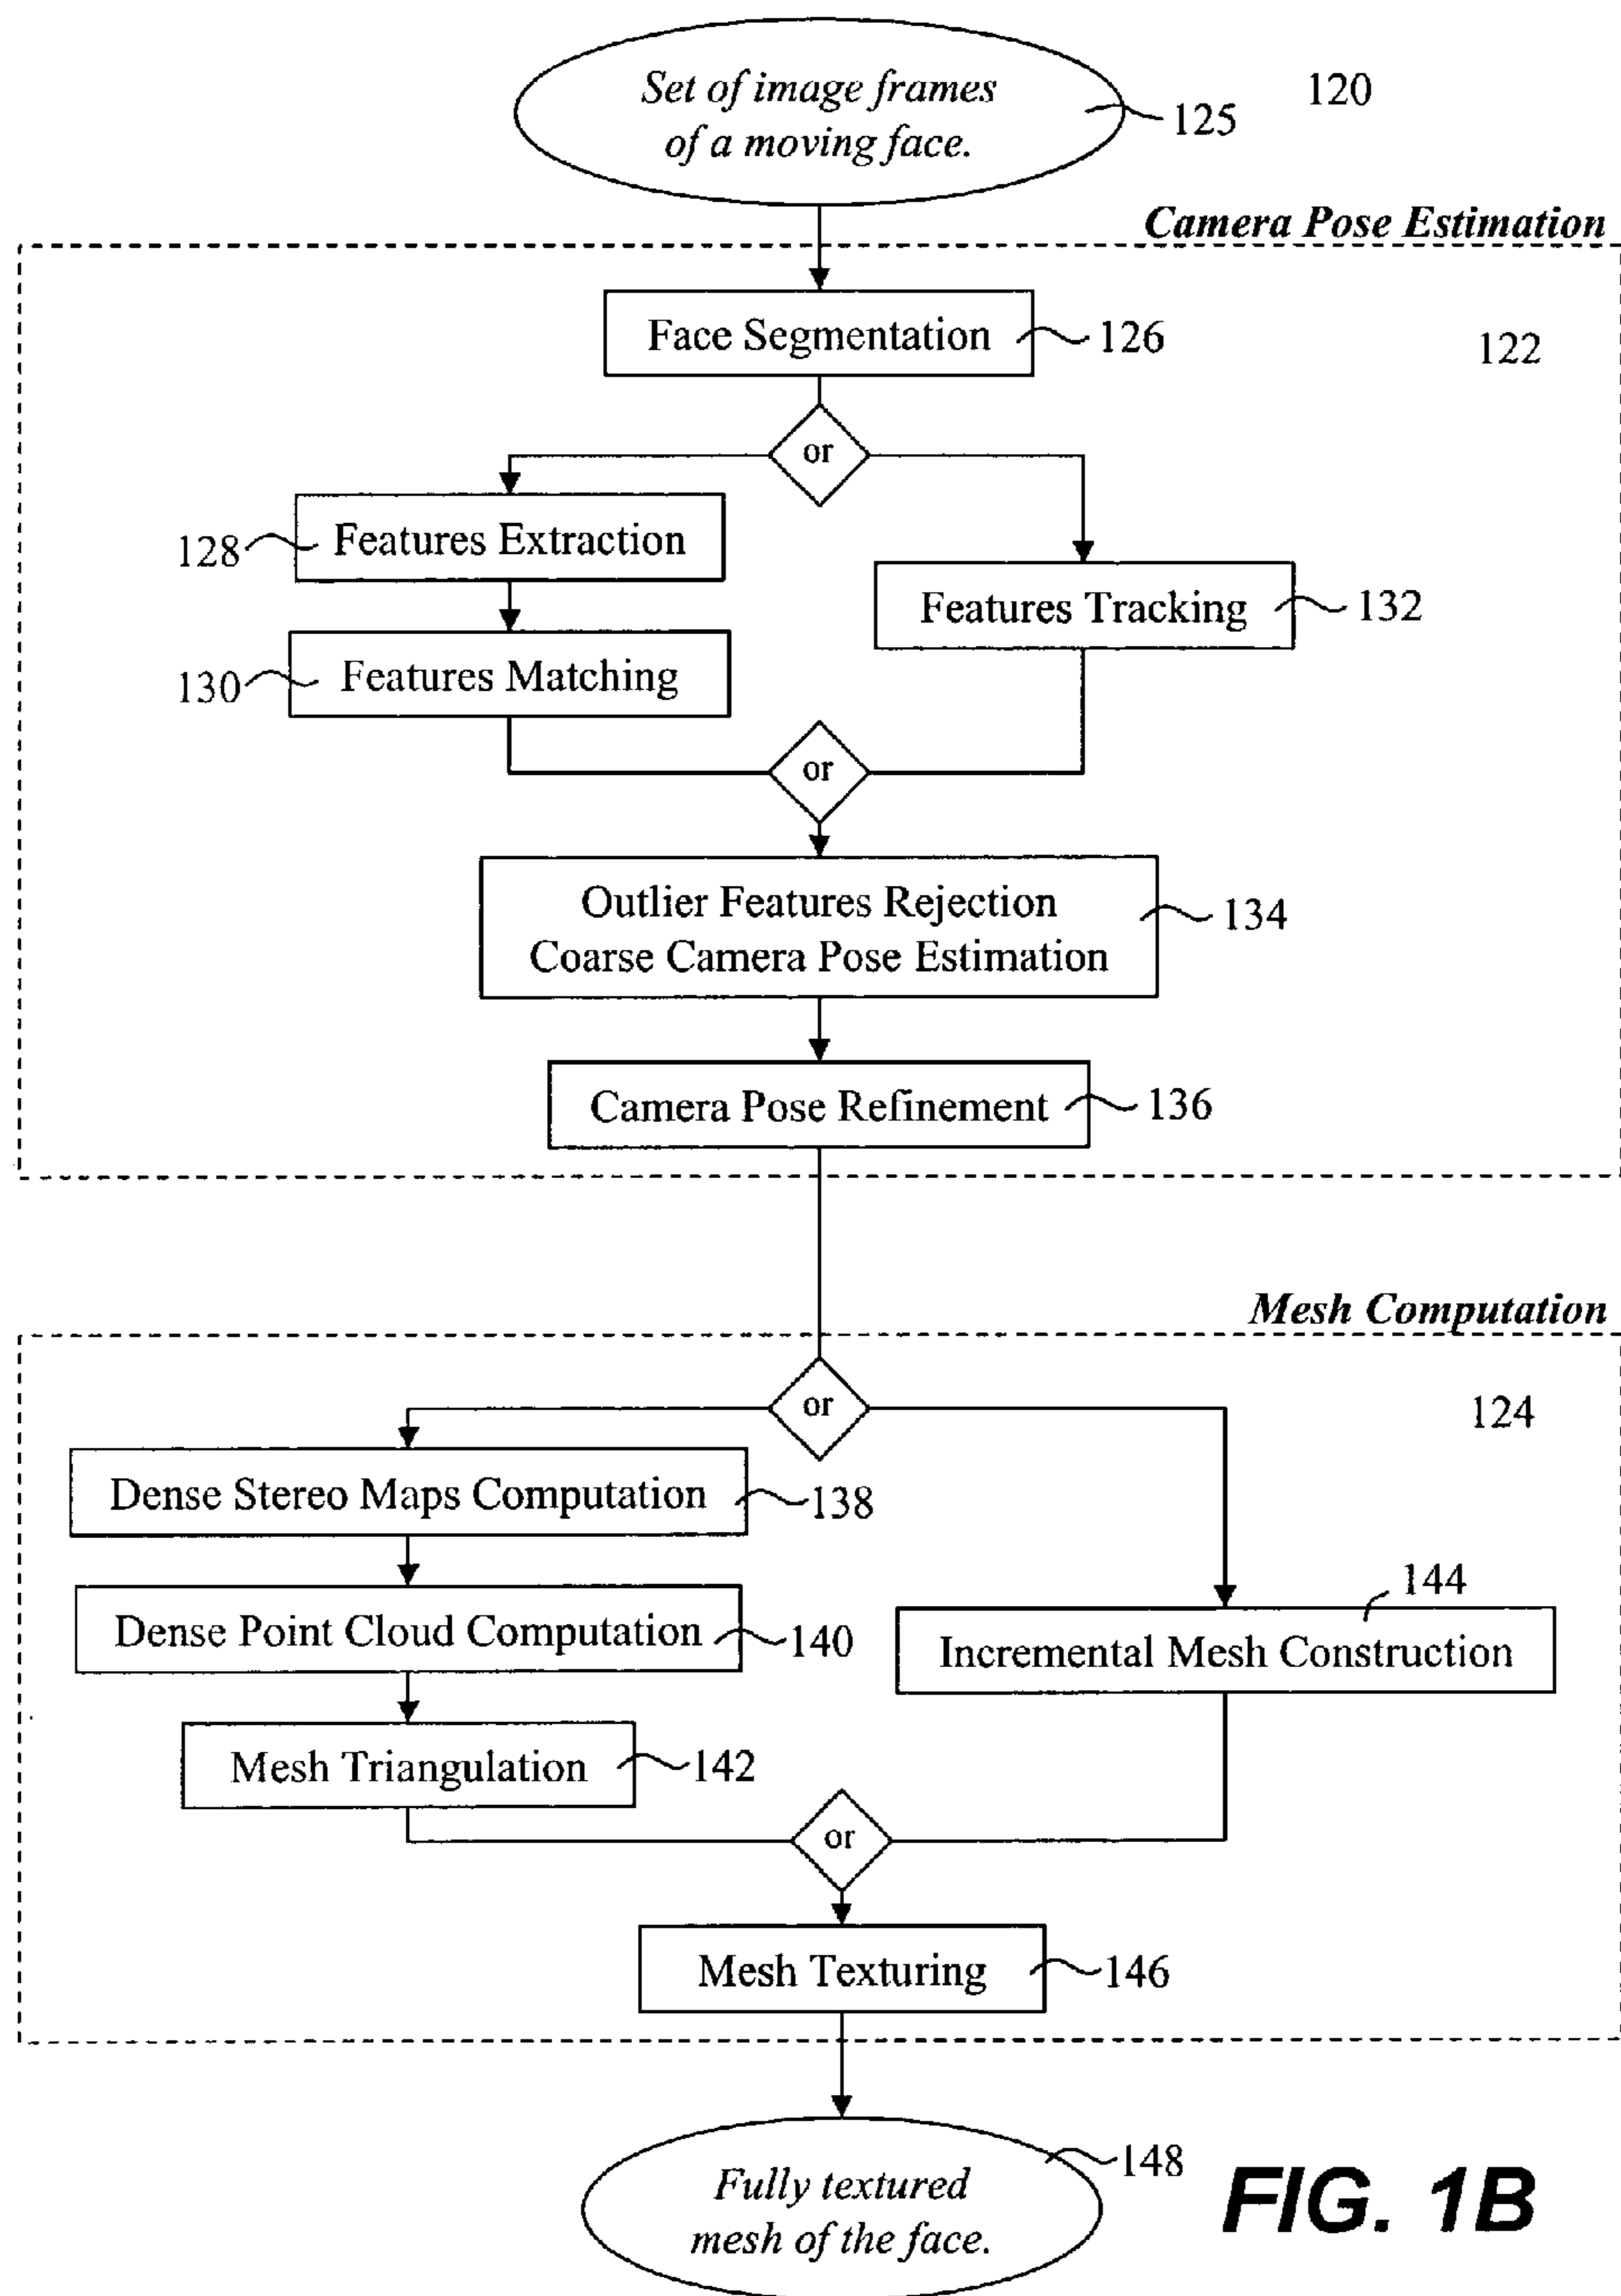 Set of image frames
of a moving face.
125
120
Camera Pose Estimation
Face Segmentation
126
122
or
128
Features Extraction
Features Tracking
132
130
Features Matching
or
Outlier Features Rejection
Coarse Camera Pose Estimation
134
Camera Pose Refinement
136
Mesh Computation
or
124
Dense Stereo Maps Computation
138
144
Dense Point Cloud Computation
140
Incremental Mesh Construction
Mesh Triangulation
142
or
Mesh Texturing
146
148
Fully textured
mesh of the face.
FIG. 1B